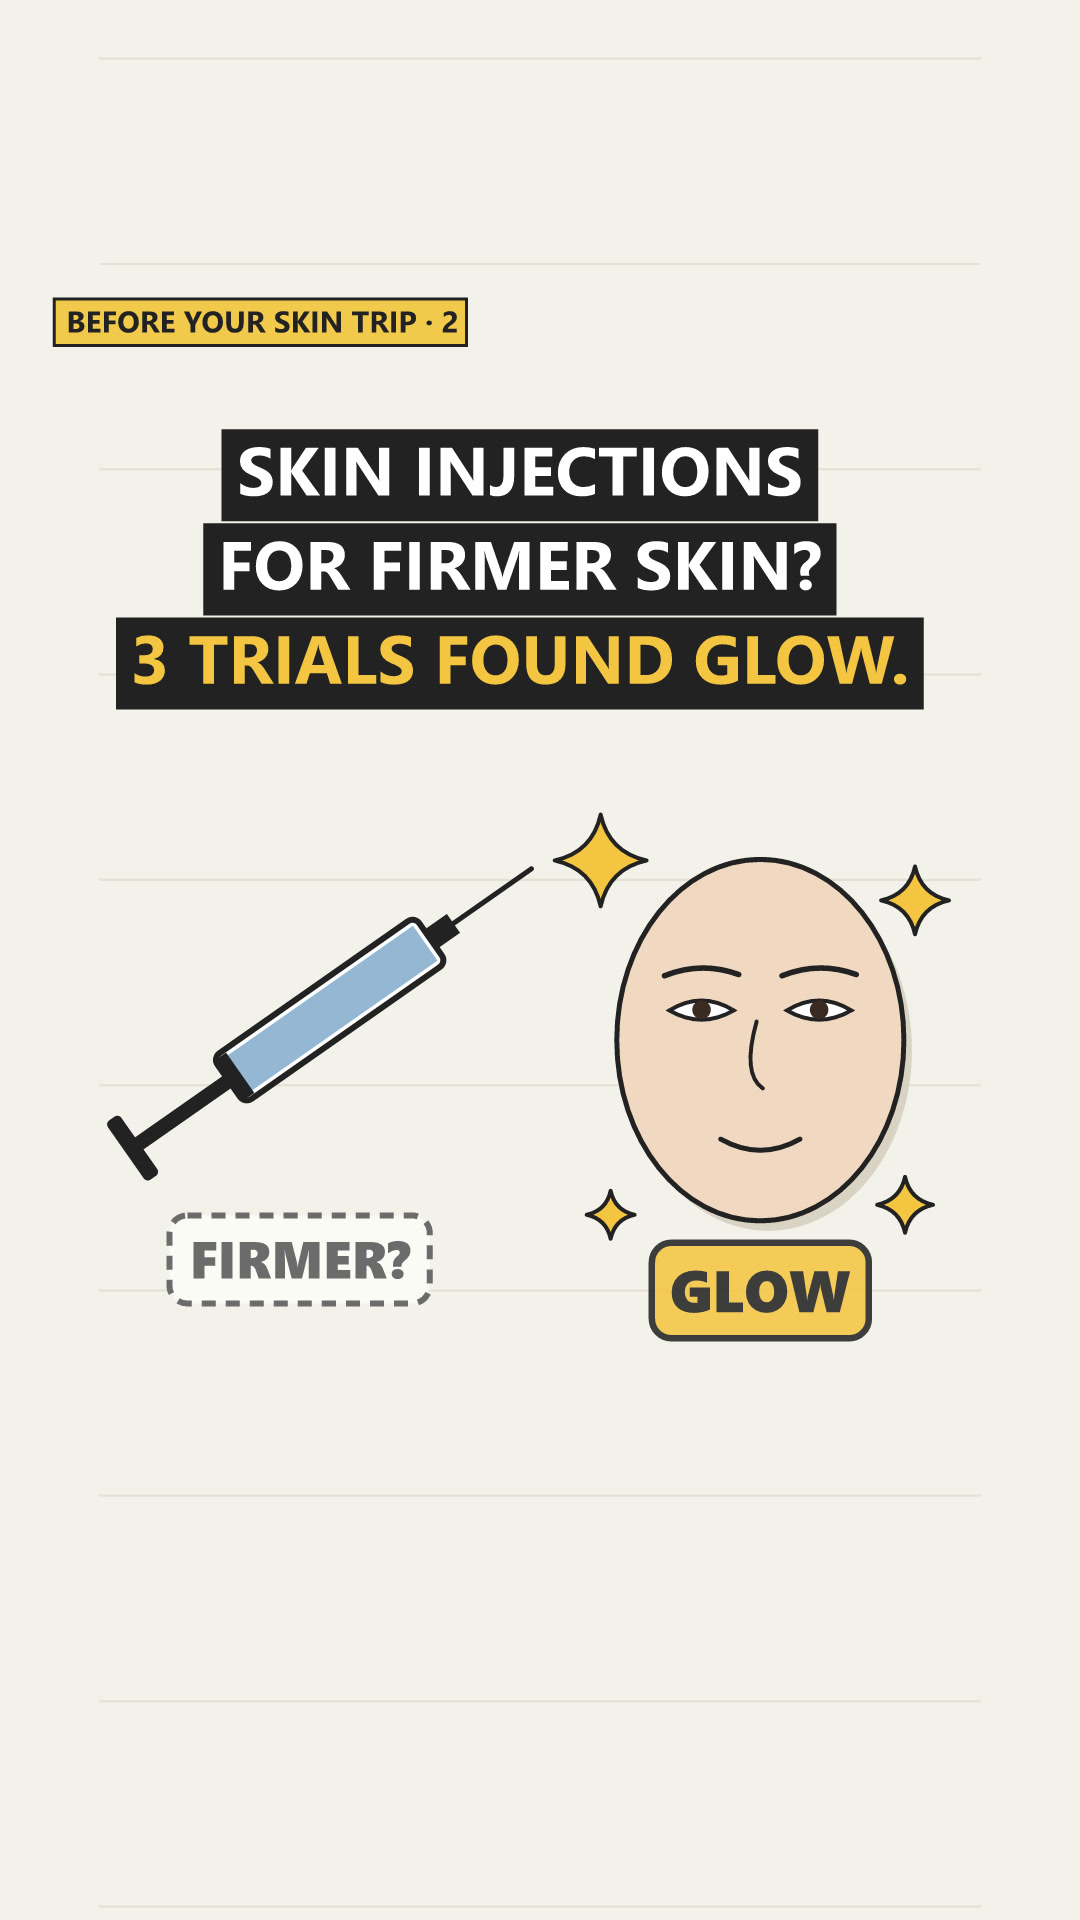 BEFORE YOUR SKIN TRIP · 2
SKIN INJECTIONS
FOR FIRMER SKIN?
3 TRIALS FOUND GLOW.
FIRMER?
GLOW